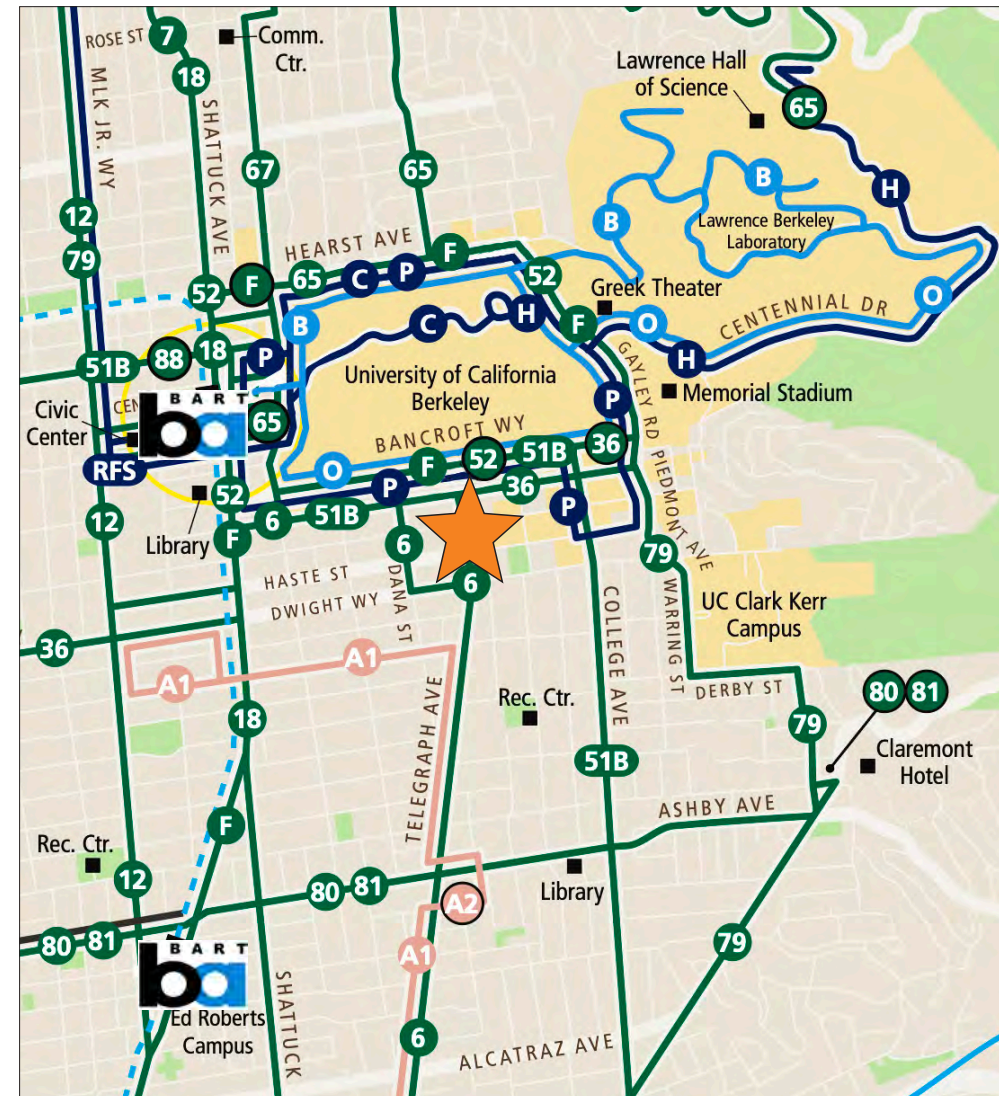 ROSE ST
7
Comm.
Ctr.
18
MLK JR. WY
SHATTUCK AVE
67
65
Lawrence Hall
of Science
65
B
H
B
Lawrence Berkeley
Laboratory
12
79
HEARST AVE
F
65
C
P
F
52
52
Greek Theater
O
O
CENTENNIAL DR
B
C
H
F
H
51B
88
18
P
University of California
Berkeley
GAYLEY RD
Memorial Stadium
CEN
BART
ba
Civic
Center
65
P
BANCROFT WY
36
RFS
O
F
52
51B
PIEDMONT AVE
Library
52
P
36
P
12
F
6
51B
6
79
HASTE ST
DANA ST
6
DWIGHT WY
COLLEGE AVE
WARRING ST
UC Clark Kerr
Campus
36
A1
A1
TELEGRAPH AVE
Rec. Ctr.
DERBY ST
80
81
18
79
Claremont
Hotel
51B
F
ASHBY AVE
Rec. Ctr.
12
80
81
Library
A2
80
81
BART
ba
A1
79
Ed Roberts
Campus
SHATTUCK
6
ALCATRAZ AVE